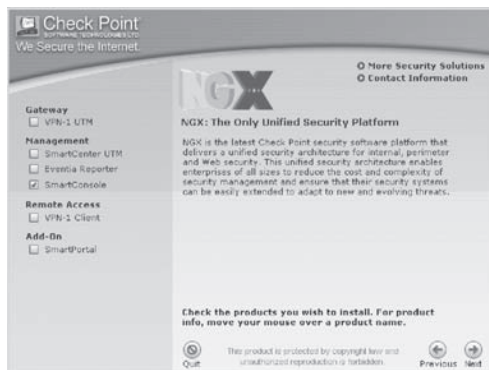 Check Point
SOFTWARE TECHNOLOGIES LTD
We Secure the Internet.
More Security Solutions
Contact Information
NGX
Gateway
VPN-1 UTM
Management
SmartCenter UTM
Eventia Reporter
SmartConsole
Remote Access
VPN-1 Client
Add-On
SmartPortal
NGX: The Only Unified Security Platform
NGX is the latest Check Point security software platform that
delivers a unified security architecture for internal, perimeter
and Web security. This unified security architecture enables
enterprises of all sizes to reduce the cost and complexity of
security management and ensure that their security systems
can be easily extended to adapt to new and evolving threats.
Check the products you wish to install. For product
info, move your mouse over a product name.
Quit
This product is protected by copyright law and
unauthorized reproduction is forbidden.
Previous
Next